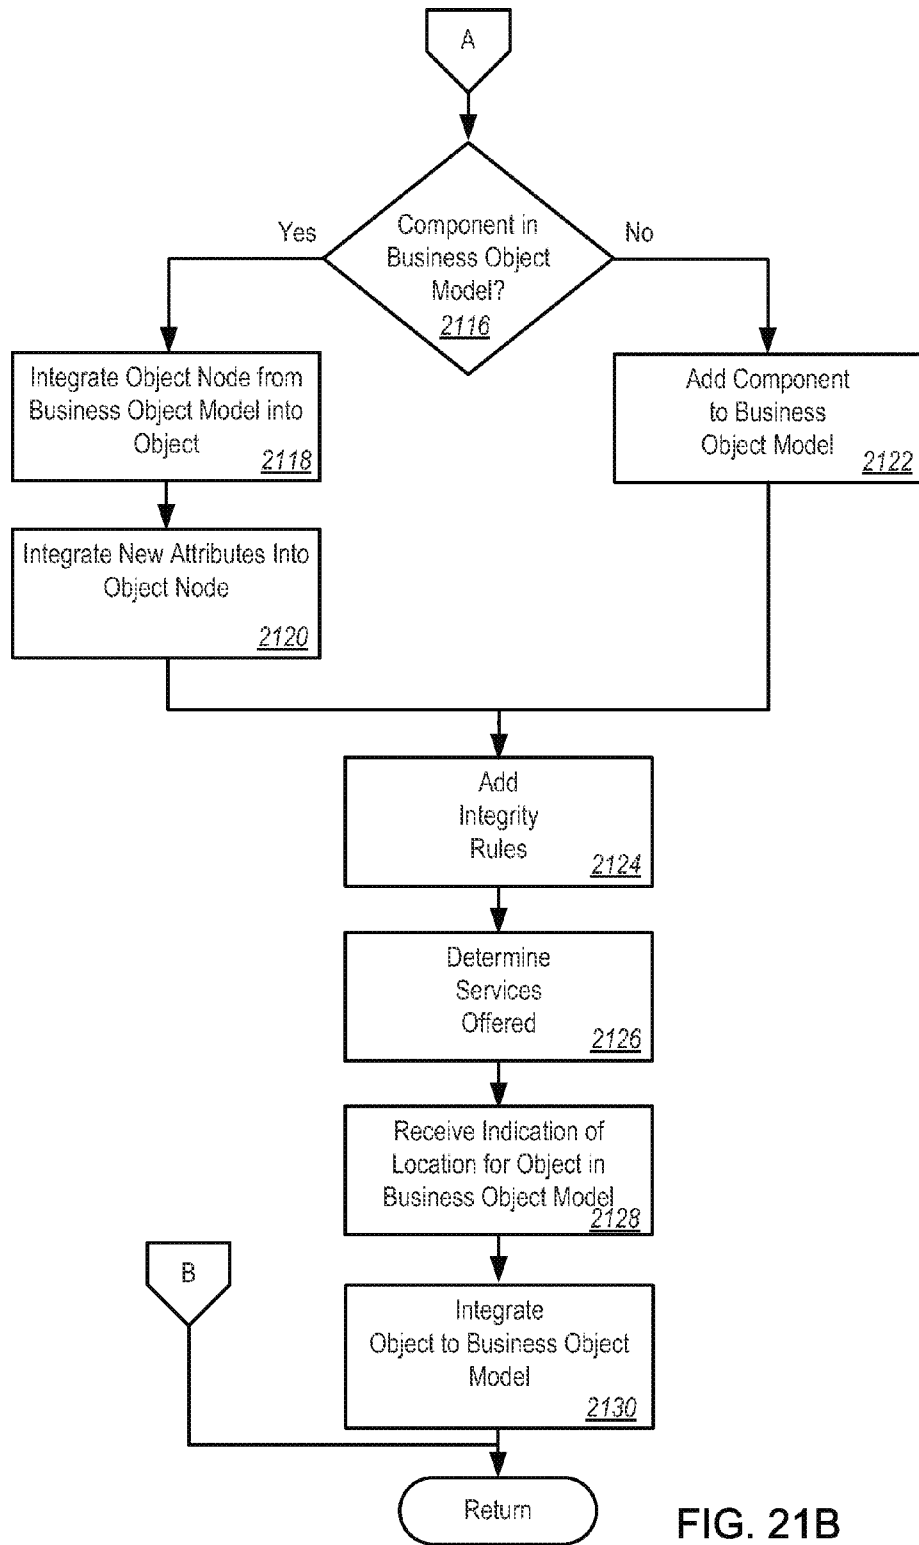 A
Yes
Component in
Business Object
Model?
2116
No
Integrate Object Node from
Business Object Model into
Object
2118
Add Component
to Business
Object Model
2122
Integrate New Attributes Into
Object Node
2120
Add
Integrity
Rules
2124
Determine
Services
Offered
2126
Receive Indication of
Location for Object in
Business Object Model
2128
B
Integrate
Object to Business Object
Model
2130
Return
FIG. 21B